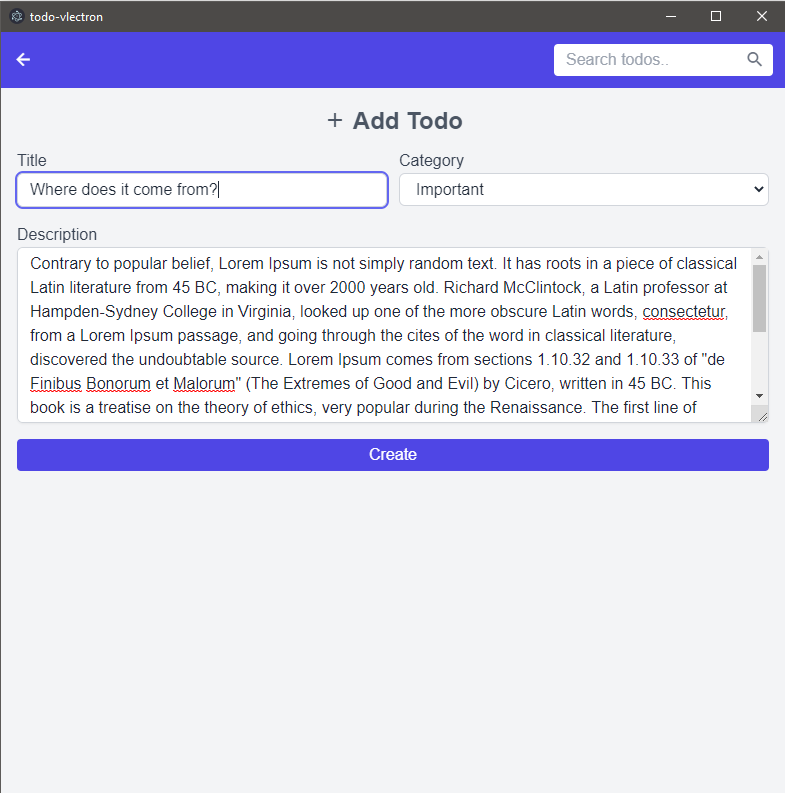 todo-vlectron
Search todos..
+ Add Todo
Title
Category
Where does it come from?
Important
Description
Contrary to popular belief, Lorem Ipsum is not simply random text. It has roots in a piece of classical
Latin literature from 45 BC, making it over 2000 years old. Richard McClintock, a Latin professor at
Hampden-Sydney College in Virginia, looked up one of the more obscure Latin words, consectetur,
from a Lorem Ipsum passage, and going through the cites of the word in classical literature,
discovered the undoubtable source. Lorem Ipsum comes from sections 1.10.32 and 1.10.33 of "de
Finibus Bonorum et Malorum" (The Extremes of Good and Evil) by Cicero, written in 45 BC. This
book is a treatise on the theory of ethics, very popular during the Renaissance. The first line of
Create